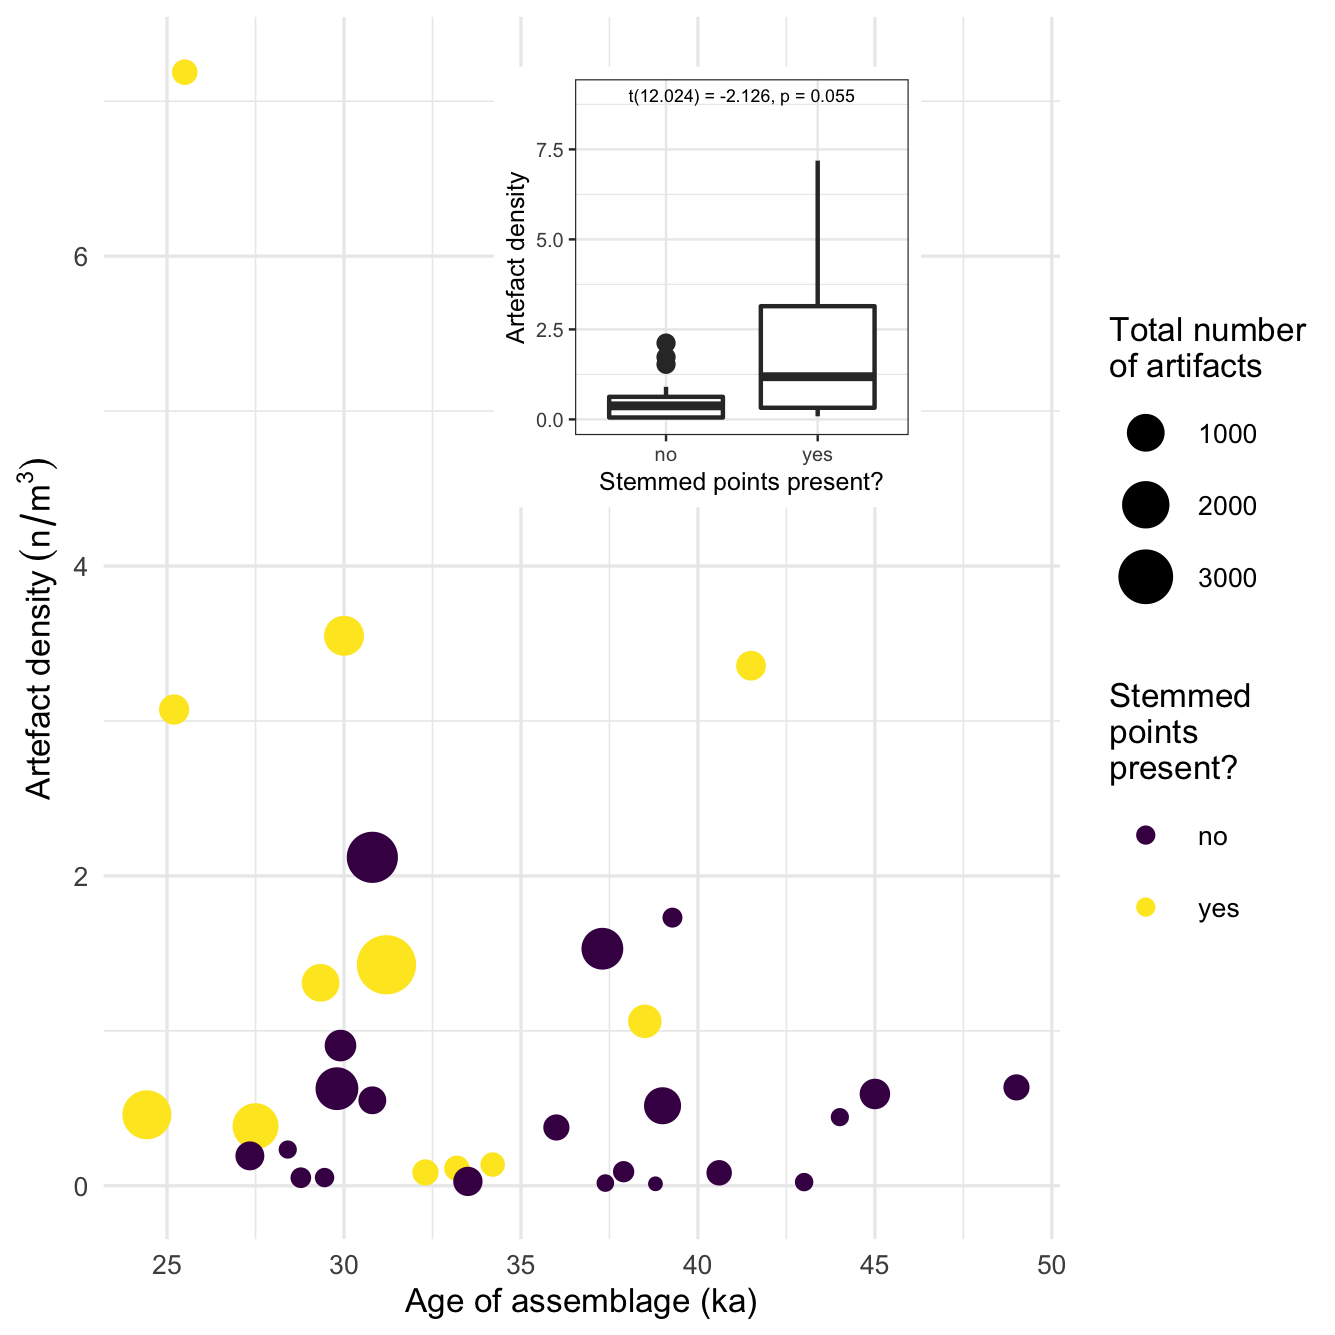 t(12.024) = -2.126, p = 0.055
7.5
5.0
2.5
0.0
Artefact density
no
yes
Stemmed points present?
6
4
2
0
Artefact density (n/m³)
25
30
35
40
45
50
Age of assemblage (ka)
Total number
of artifacts
1000
2000
3000
Stemmed
points
present?
no
yes